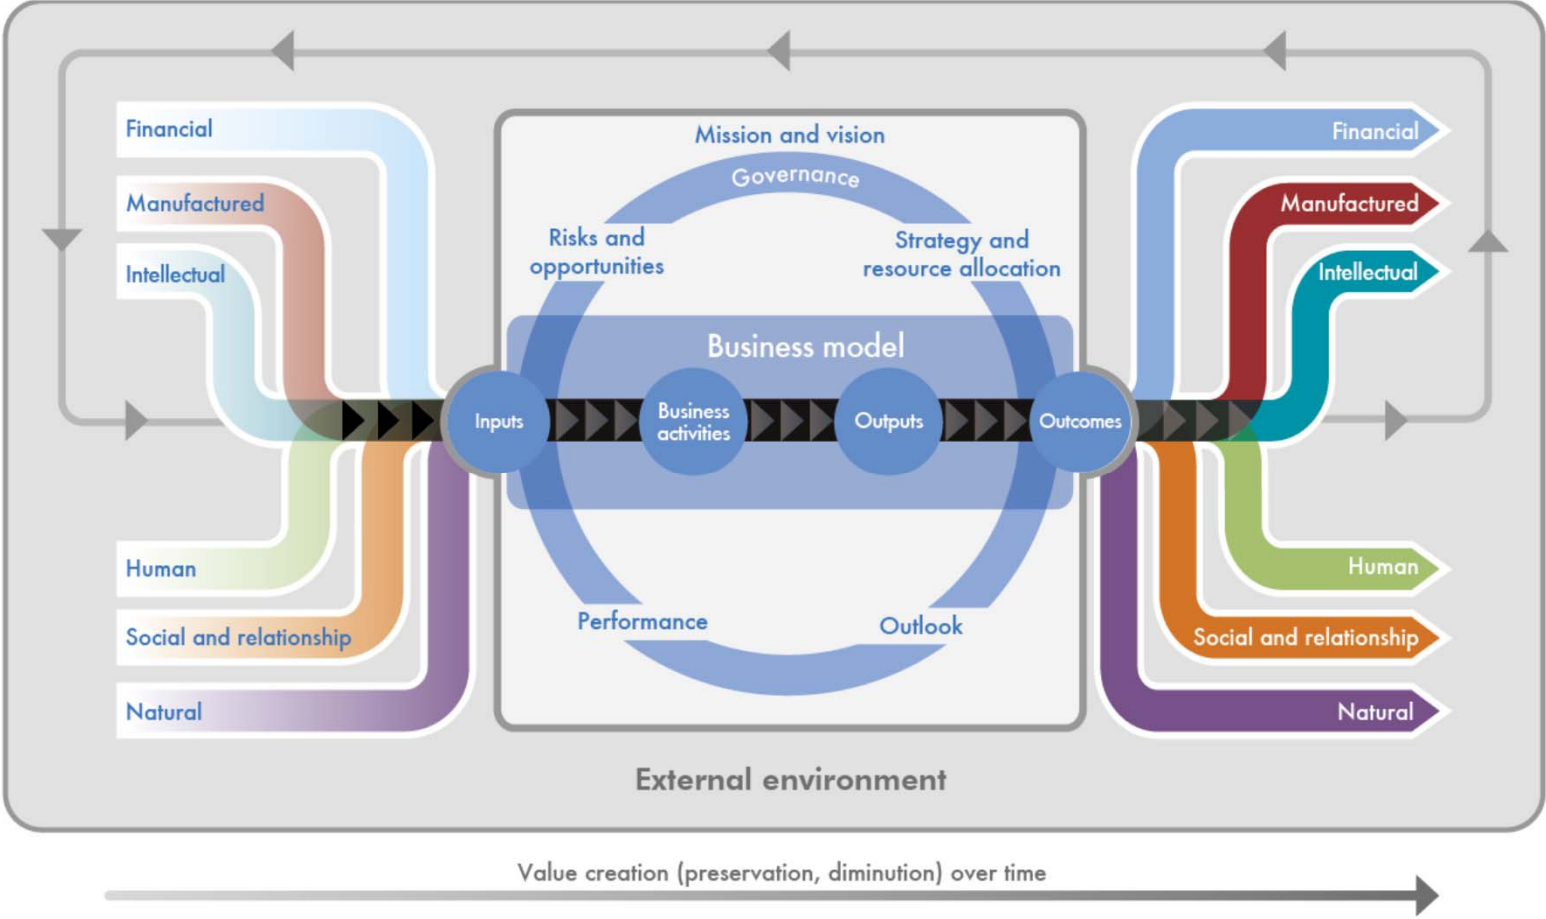 Financial
Manufactured
Intellectual
Human
Social and relationship
Natural
Mission and vision
Governance
Risks and
opportunities
Strategy and
resource allocation
Business model
Inputs
Business
activities
Outputs
Outcomes
Performance
Outlook
Financial
Manufactured
Intellectual
Human
Social and relationship
Natural
External environment
Value creation (preservation, diminution) over time